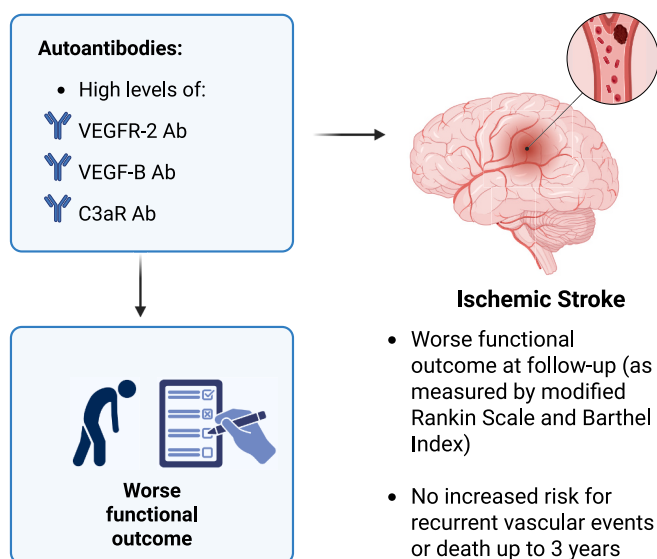 Autoantibodies:
• High levels of:
VEGFR-2 Ab
VEGF-B Ab
C3aR Ab
Worse
functional
outcome
Ischemic Stroke
• Worse functional
outcome at follow-up (as
measured by modified
Rankin Scale and Barthel
Index)
• No increased risk for
recurrent vascular events
or death up to 3 years